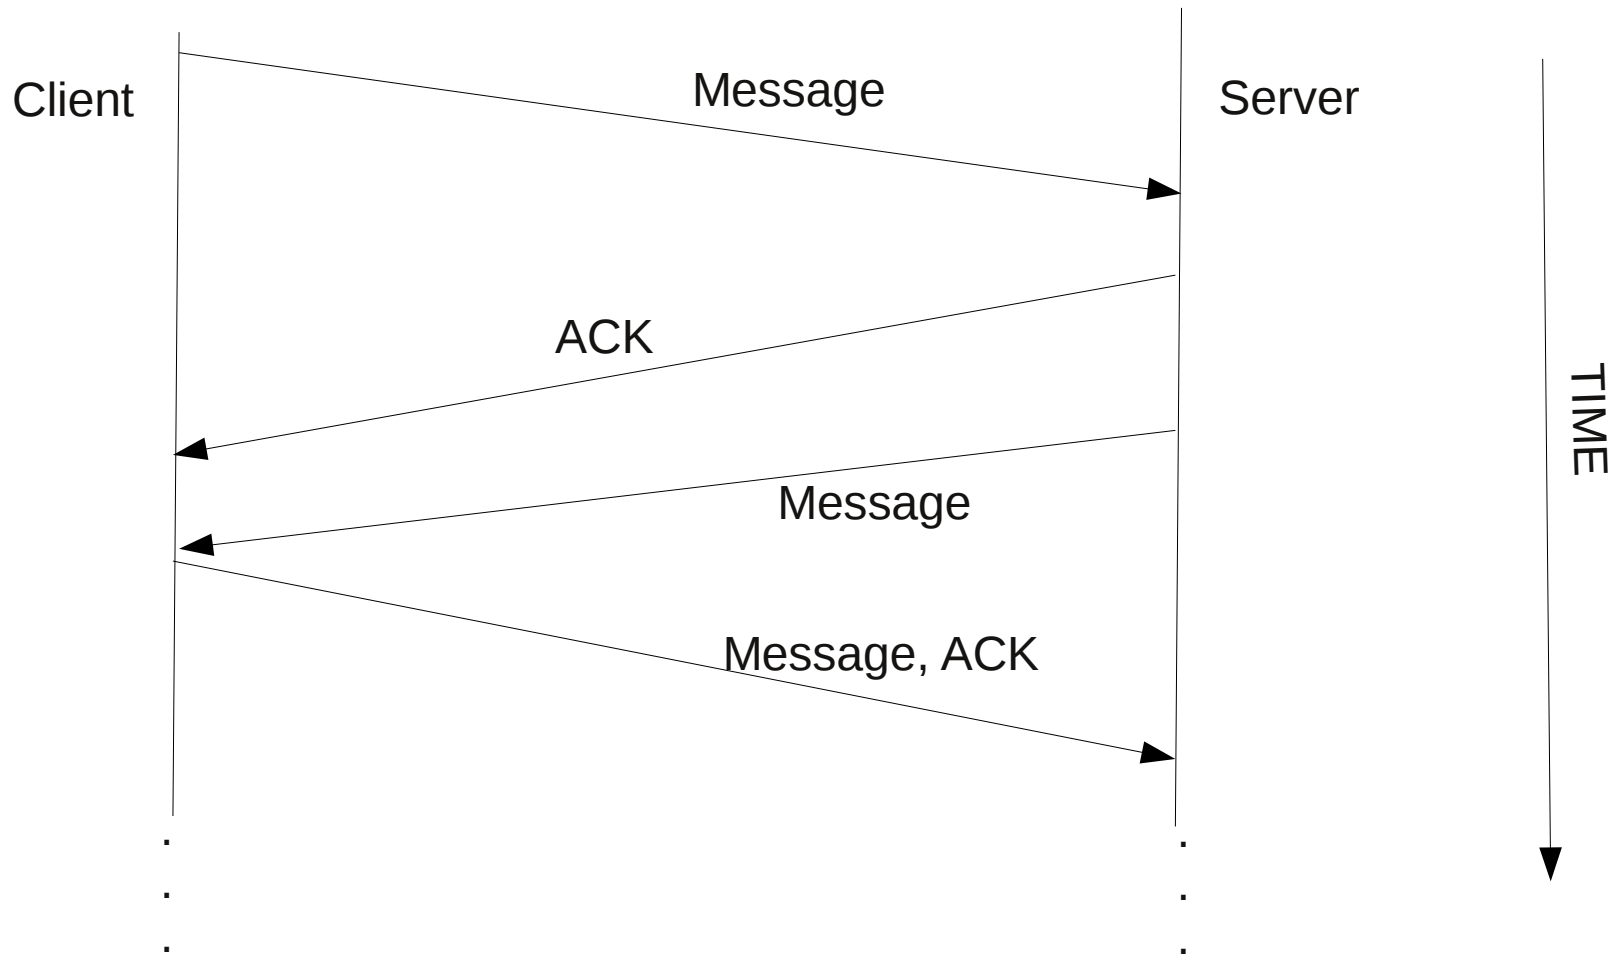 Client
Message
Server
ACK
TIME
Message
Message, ACK
. .
. .
. .